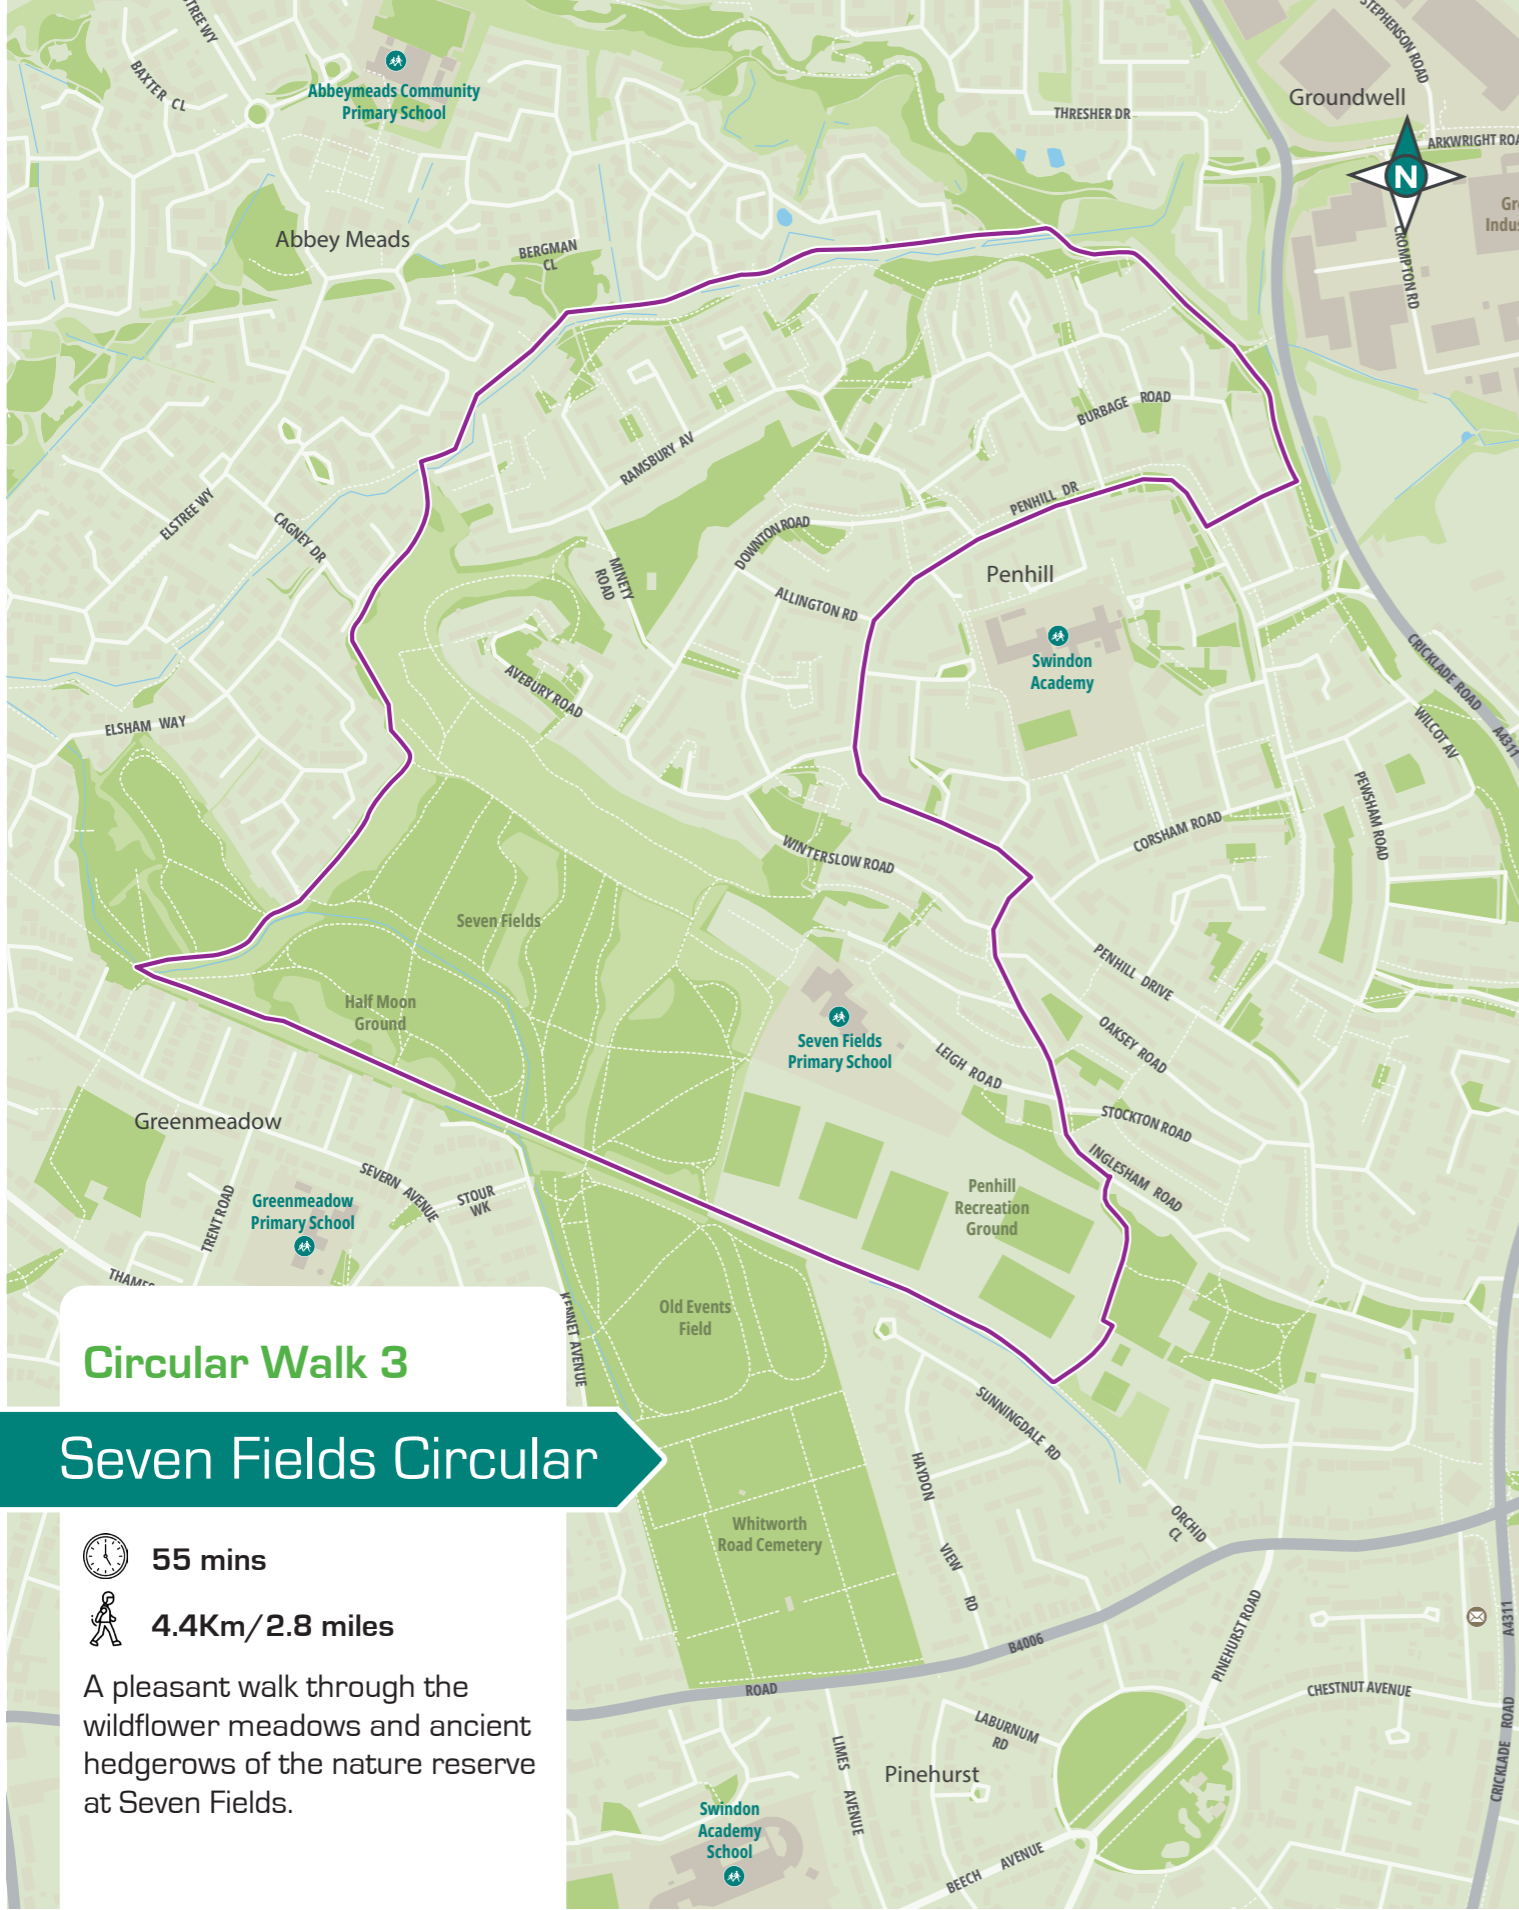 STEPHENSON ROAD
BAXTER CL
Abbeymeads Community
Primary School
Groundwell
THRESHER DR
ARKWRIGHT
N
CROMPTON RD
Abbey Meads
BERGMAN
CL
BURBAGE ROAD
RAMSBURY AV
PENHILL DR
ELSTREE WY
CAGNEY DR
DOWNTON ROAD
MINETY
ROAD
ALLINGTON RD
Penhill
Swindon
Academy
CRICKLADE ROAD
A4311
WILCOT AV
AVEBURY ROAD
ELSHAM WAY
PEWSHAM ROAD
CORSHAM ROAD
WINTERSLOW ROAD
Seven Fields
PENHILL DRIVE
Half Moon
Ground
Seven Fields
Primary School
OAKSEY ROAD
LEIGH ROAD
STOCKTON ROAD
Greenmeadow
INGLESHAM ROAD
SEVERN AVENUE
STOUR
WK
TRENT ROAD
Greenmeadow
Primary School
Penhill
Recreation
Ground
KENNET AVENUE
Old Events
Field
Circular Walk 3
Seven Fields Circular
55 mins
4.4Km/2.8 miles
A pleasant walk through the
wildflower meadows and ancient
hedgerows of the nature reserve
at Seven Fields.
SUNNINGDALE RD
HAYDON
VIEW
RD
ORCHID
CL
Whitworth
Road Cemetery
B4006
ROAD
PINEHURST ROAD
A4311
CHESTNUT AVENUE
CRICKLADE ROAD
LABURNUM
RD
Pinehurst
LIMES
AVENUE
BEECH AVENUE
Swindon
Academy
School